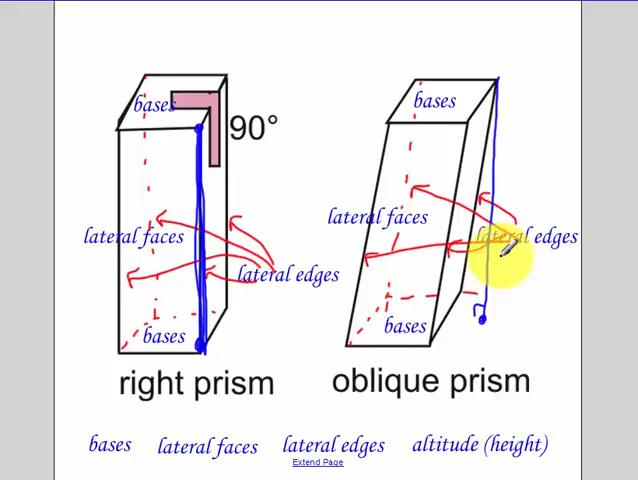 bases
bases
90°
lateral faces
lateral faces
lateral edges
lateral edges
bases
bases
right prism
oblique prism
bases lateral faces lateral edges altitude (height)
Extend Page